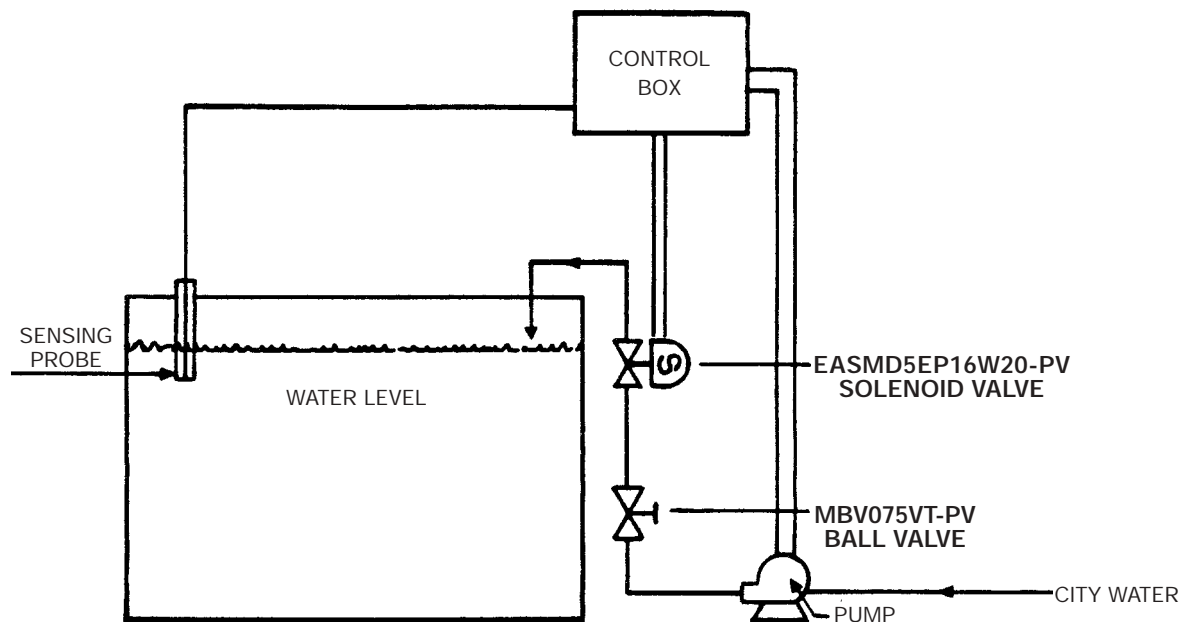 CONTROL
BOX
SENSING
PROBE
WATER LEVEL
S
EASMD5EP16W20-PV
SOLENOID VALVE
MBV075VT-PV
BALL VALVE
CITY WATER
PUMP